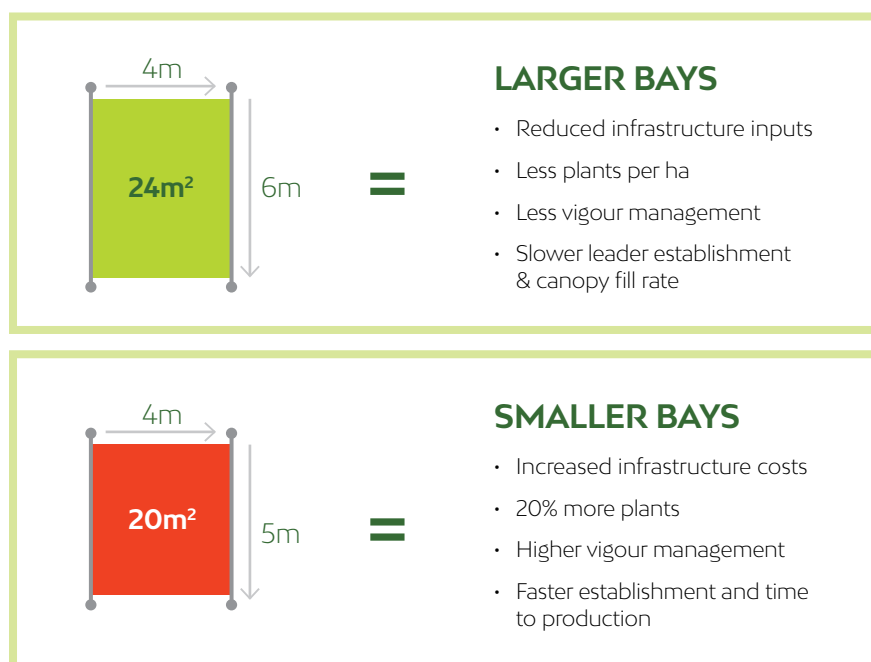 4m
24m²
6m
=
LARGER BAYS
• Reduced infrastructure inputs
• Less plants per ha
• Less vigour management
• Slower leader establishment
& canopy fill rate
4m
20m²
5m
=
SMALLER BAYS
• Increased infrastructure costs
• 20% more plants
• Higher vigour management
• Faster establishment and time
to production